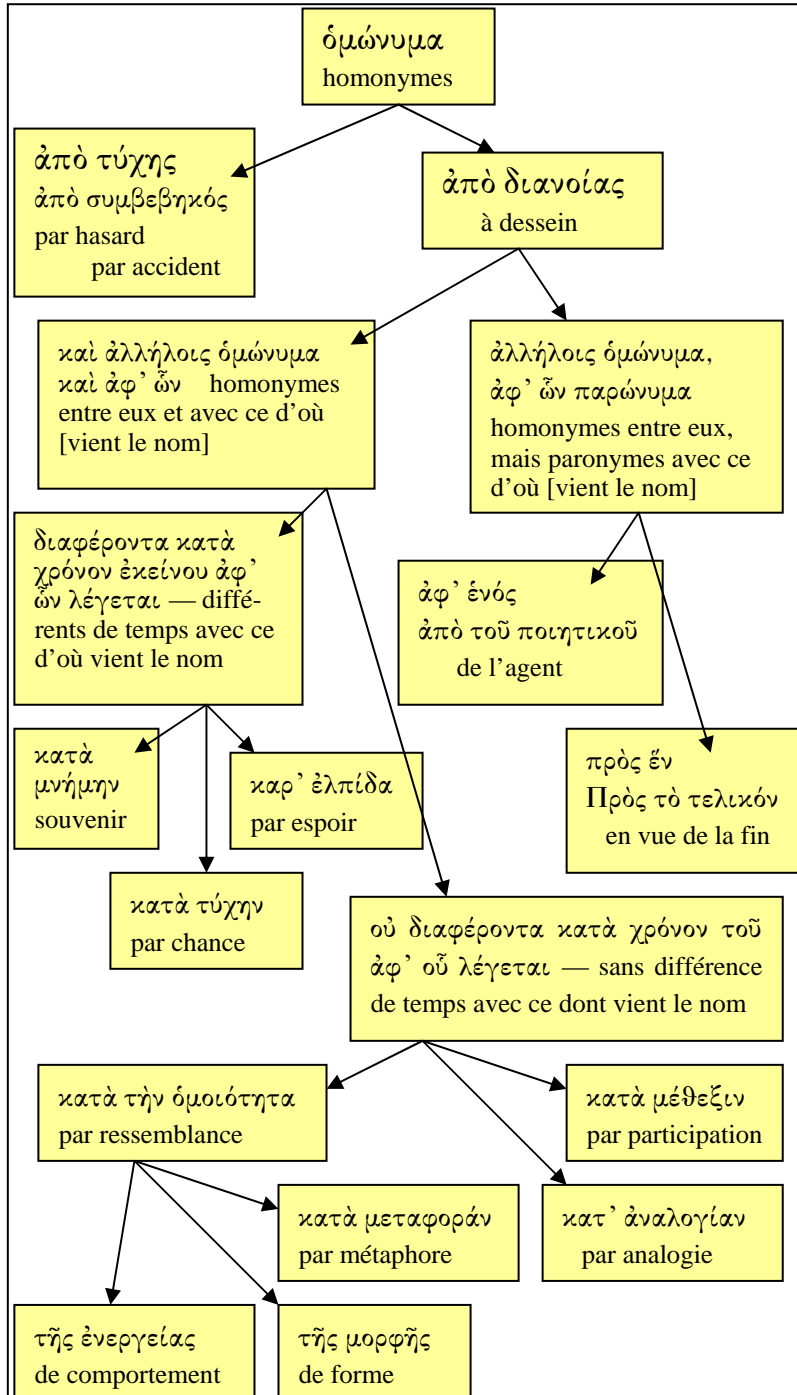 ὁμώνυμα
homonymes
ἀπὸ τύχης
ἀπὸ συμβεβηκός
par hasard
par accident
ἀπὸ διανοίας
à dessein
καὶ ἀλλήλοις ὁμώνυμα
καὶ ἀφ’ ὧν homonymes
entre eux et avec ce d’où
[vient le nom]
ἀλλήλοις ὁμώνυμα,
ἀφ’ ὧν παρώνυμα
homonymes entre eux,
mais paronymes avec ce
d’où [vient le nom]
διαφέροντα κατὰ
χρόνον ἐκείνου ἀφ’
ὧν λέγεται — diffé-
rents de temps avec ce
d’où vient le nom
ἀφ’ ἑνός
ἀπὸ τοῦ ποιητικοῦ
de l’agent
κατὰ
μνήμην
souvenir
καρ’ ἐλπίδα
par espoir
πρὸς ἕν
Πρὸς τὸ τελικόν
en vue de la fin
κατὰ τύχην
par chance
οὐ διαφέροντα κατὰ χρόνον τοῦ
ἀφ’ οὗ λέγεται — sans différence
de temps avec ce dont vient le nom
κατὰ τὴν ὁμοιότητα
par ressemblance
κατὰ μέθεξιν
par participation
κατὰ μεταφοράν
par métaphore
κατ’ ἀναλογίαν
par analogie
τῆς ἐνεργείας
de comportement
τῆς μορφῆς
de forme